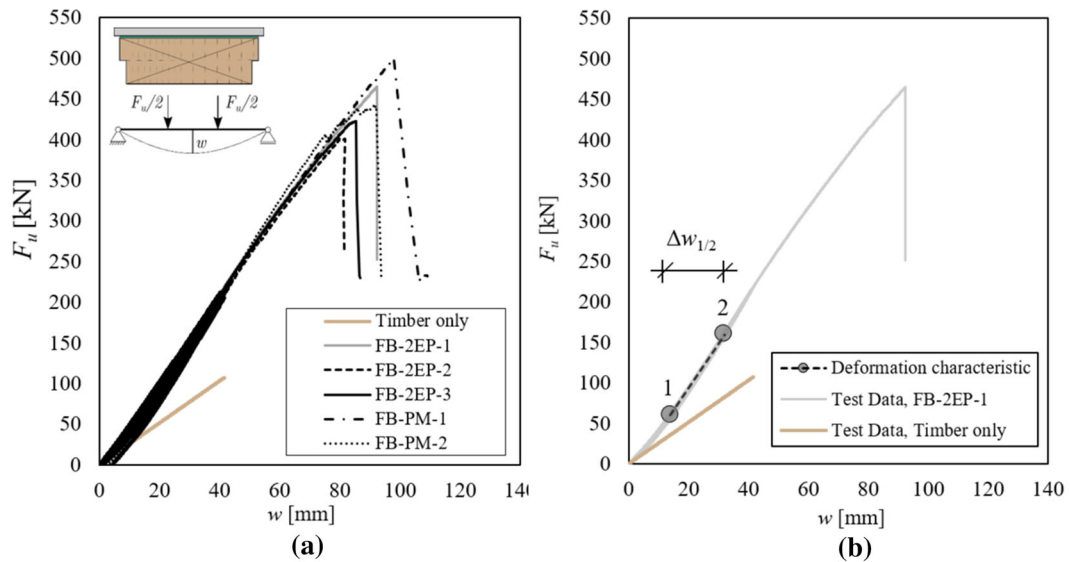 550
500
450
400
350
300
250
200
150
100
50
0
F_u [kN]
F_u/2 F_u/2
w
Timber only
FB-2EP-1
FB-2EP-2
FB-2EP-3
FB-PM-1
FB-PM-2
0 20 40 60 80 100 120 140
w [mm]
(a)
550
500
450
400
350
300
250
200
150
100
50
0
F_u [kN]
Δw_{1/2}
2
1
Deformation characteristic
Test Data, FB-2EP-1
Test Data, Timber only
0 20 40 60 80 100 120 140
w [mm]
(b)